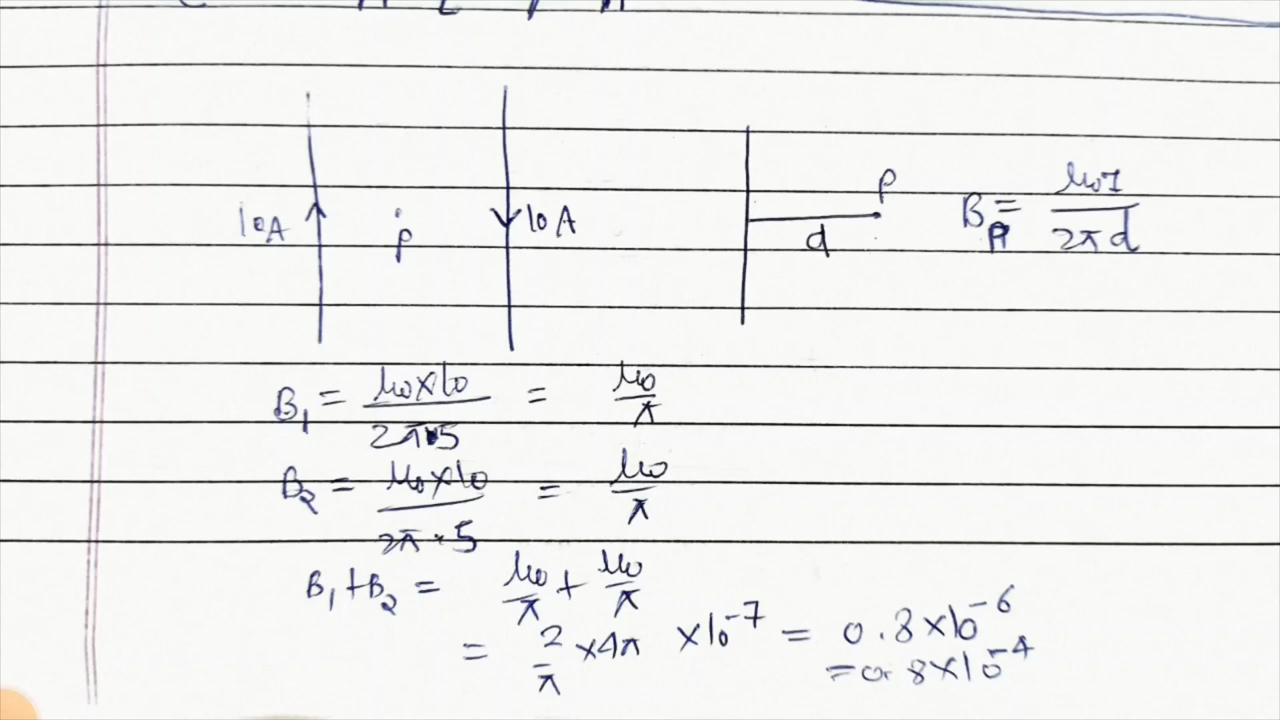 10A
P
10A
P
d
B_P = μ0I / 2πd
B1 = μ0×10 / 2π·5 = μ0/π
B2 = μ0×10 / 2π·5 = μ0/π
B1+B2 = μ0/π + μ0/π
= 2/π ×4π ×10^-7 = 0.8×10^-6
=0.8×10^-4